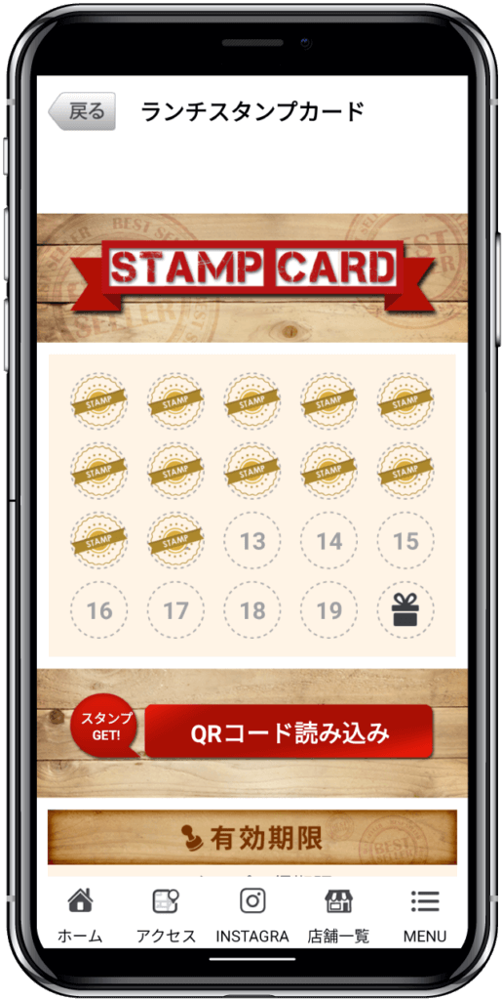 戻る
ランチスタンプカード
BEST SELLER
STAMP CARD
STAMP STAMP STAMP STAMP STAMP
STAMP STAMP STAMP STAMP STAMP
STAMP STAMP 13 14 15
16 17 18 19
スタンプ
GET!
QRコード読み込み
有効期限
BEST
ホーム アクセス INSTAGRA 店舗一覧 MENU